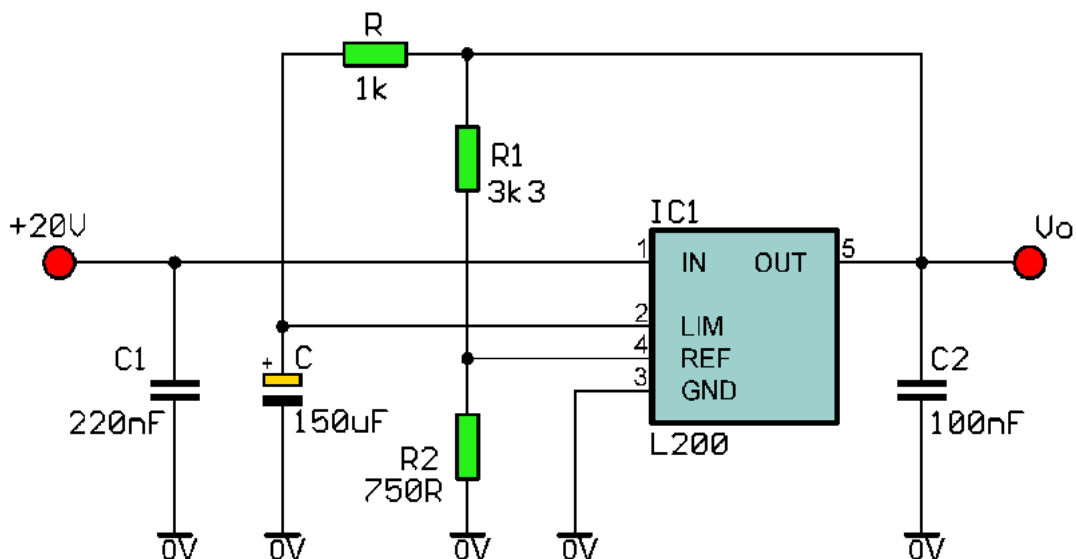 R
1k
R1
3k3
+20V
IC1
Vo
1
IN
OUT
5
2
LIM
4
REF
3
GND
C1
220nF
+
C
150uF
C2
100nF
L200
R2
750R
0V
0V
0V
0V
0V